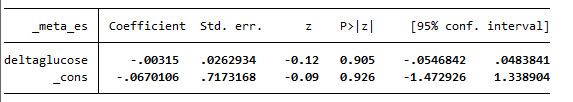 _meta_es Coefficient Std. err. z P>|z| [95% conf. interval]
deltaglucose -.00315 .0262934 -0.12 0.905 -.0546842 .0483841
_cons -.0670106 .7173168 -0.09 0.926 -1.472926 1.338904